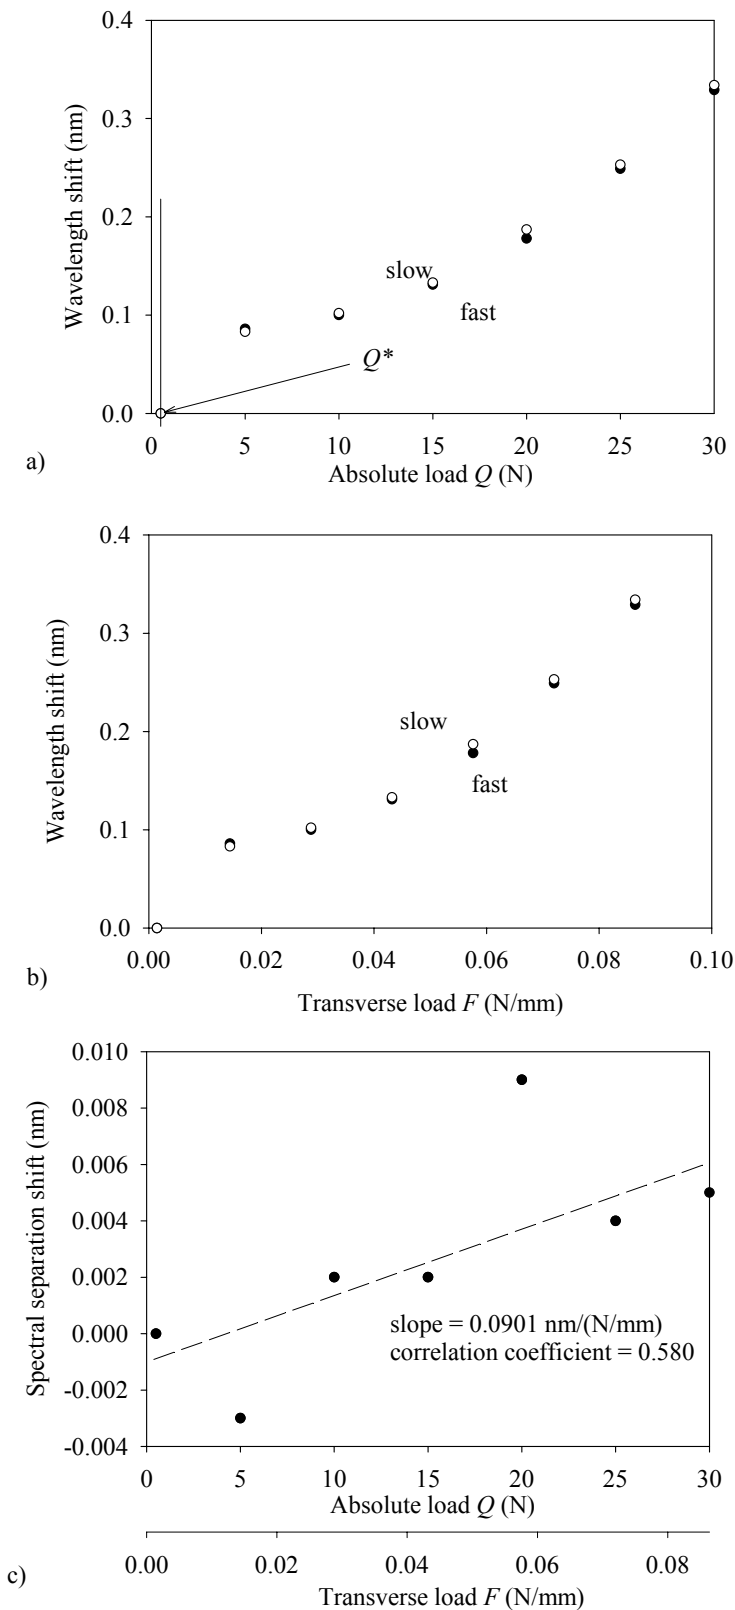 0.4
0.3
0.2
0.1
0.0
Wavelength shift (nm)
slow
fast
Q*
0 5 10 15 20 25 30
Absolute load Q (N)
a)
0.4
0.3
0.2
0.1
0.0
Wavelength shift (nm)
slow
fast
0.00 0.02 0.04 0.06 0.08 0.10
Transverse load F (N/mm)
b)
0.010
0.008
0.006
0.004
0.002
0.000
-0.002
-0.004
Spectral separation shift (nm)
slope = 0.0901 nm/(N/mm)
correlation coefficient = 0.580
0 5 10 15 20 25 30
Absolute load Q (N)
0.00 0.02 0.04 0.06 0.08
Transverse load F (N/mm)
c)